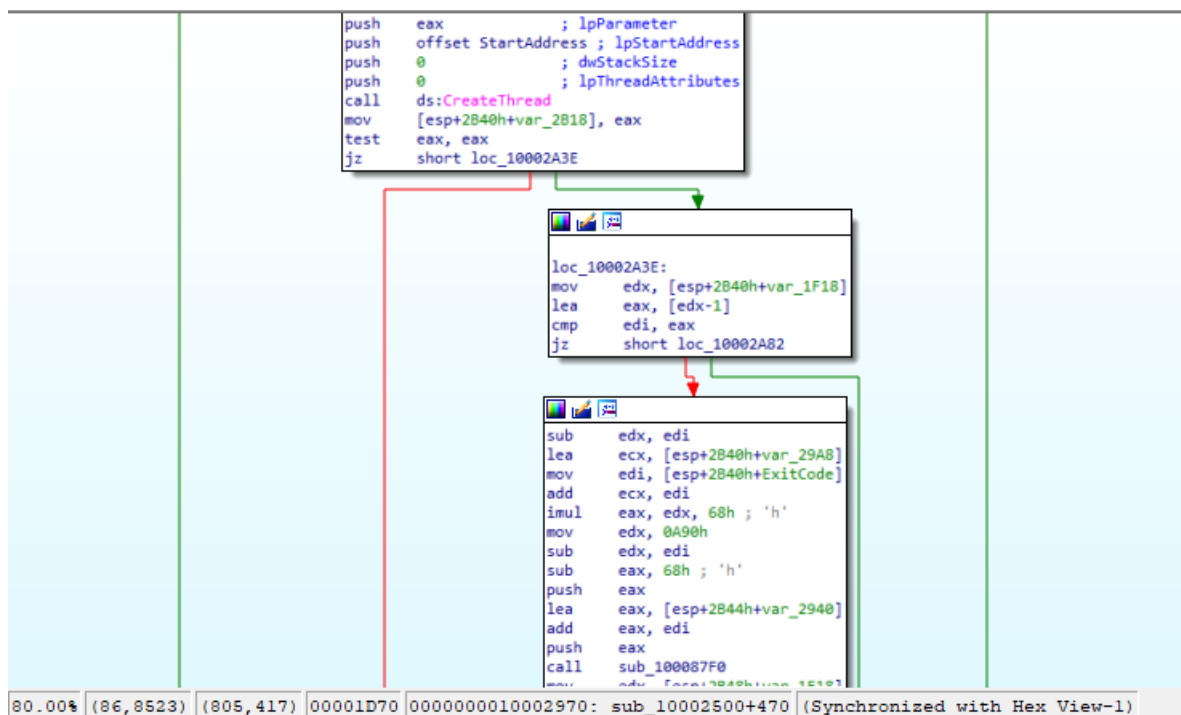 push eax ; lpParameter
push offset StartAddress ; lpStartAddress
push 0 ; dwStackSize
push 0 ; lpThreadAttributes
call ds:CreateThread
mov [esp+2B40h+var_2B18], eax
test eax, eax
jz short loc_10002A3E
loc_10002A3E:
mov edx, [esp+2B40h+var_1F18]
lea eax, [edx-1]
cmp edi, eax
jz short loc_10002A82
sub edx, edi
lea ecx, [esp+2B40h+var_29A8]
mov edi, [esp+2B40h+ExitCode]
add ecx, edi
imul eax, edx, 68h ; 'h'
mov edx, 0A90h
sub edx, edi
sub eax, 68h ; 'h'
push eax
lea eax, [esp+2B44h+var_2940]
add eax, edi
push eax
call sub_100087F0
mov edx, [esp+2B48h+var_1F18]
80.00% (86,8523) (805,417) 00001D70 0000000010002970: sub_10002500+470 (Synchronized with Hex View-1)